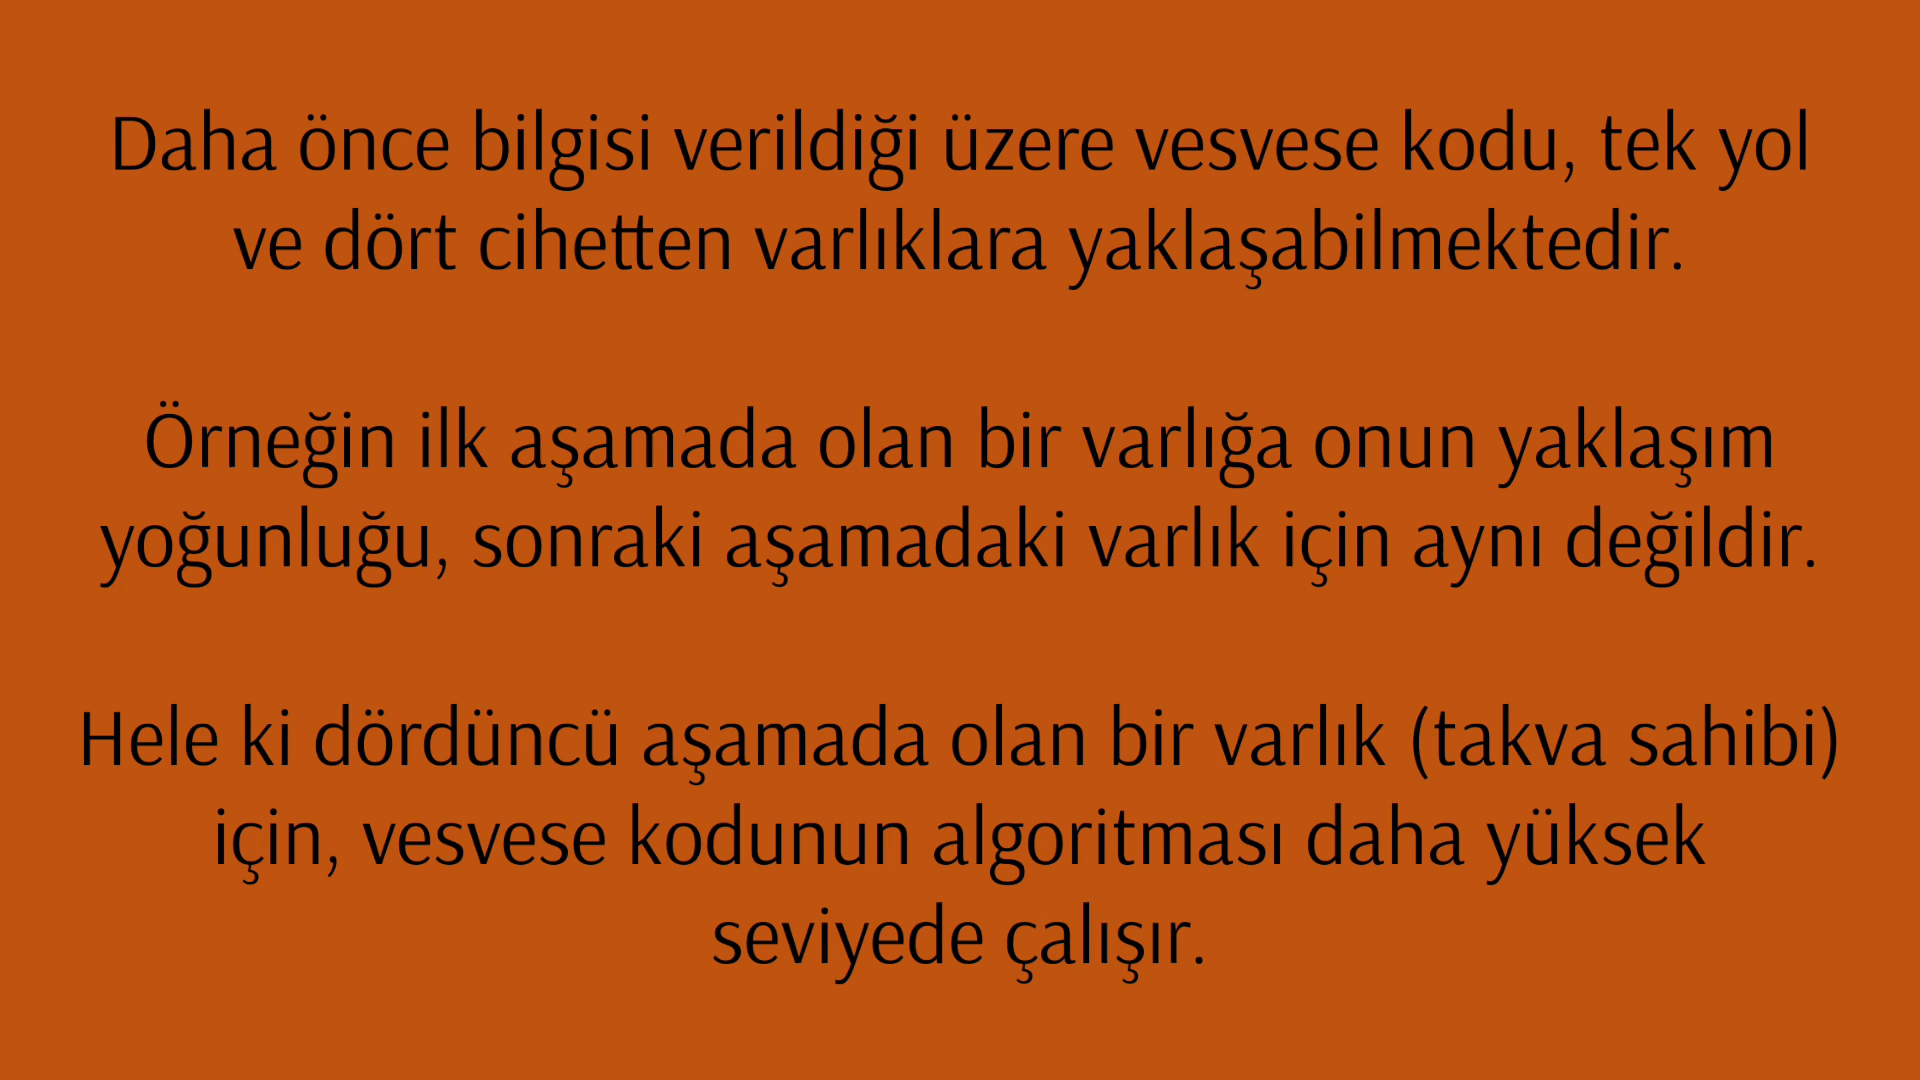 Daha önce bilgisi verildiği üzere vesvese kodu, tek yol
ve dört cihetten varlıklara yaklaşabilmektedir.
Örneğin ilk aşamada olan bir varlığa onun yaklaşım
yoğunluğu, sonraki aşamadaki varlık için aynı değildir.
Hele ki dördüncü aşamada olan bir varlık (takva sahibi)
için, vesvese kodunun algoritması daha yüksek
seviyede çalışır.